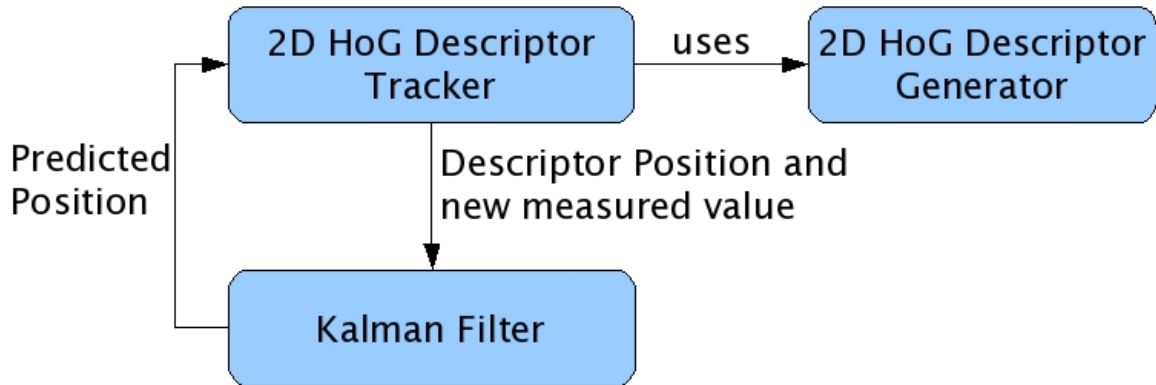 2D HoG Descriptor
Tracker
uses
2D HoG Descriptor
Generator
Predicted
Position
Descriptor Position and
new measured value
Kalman Filter